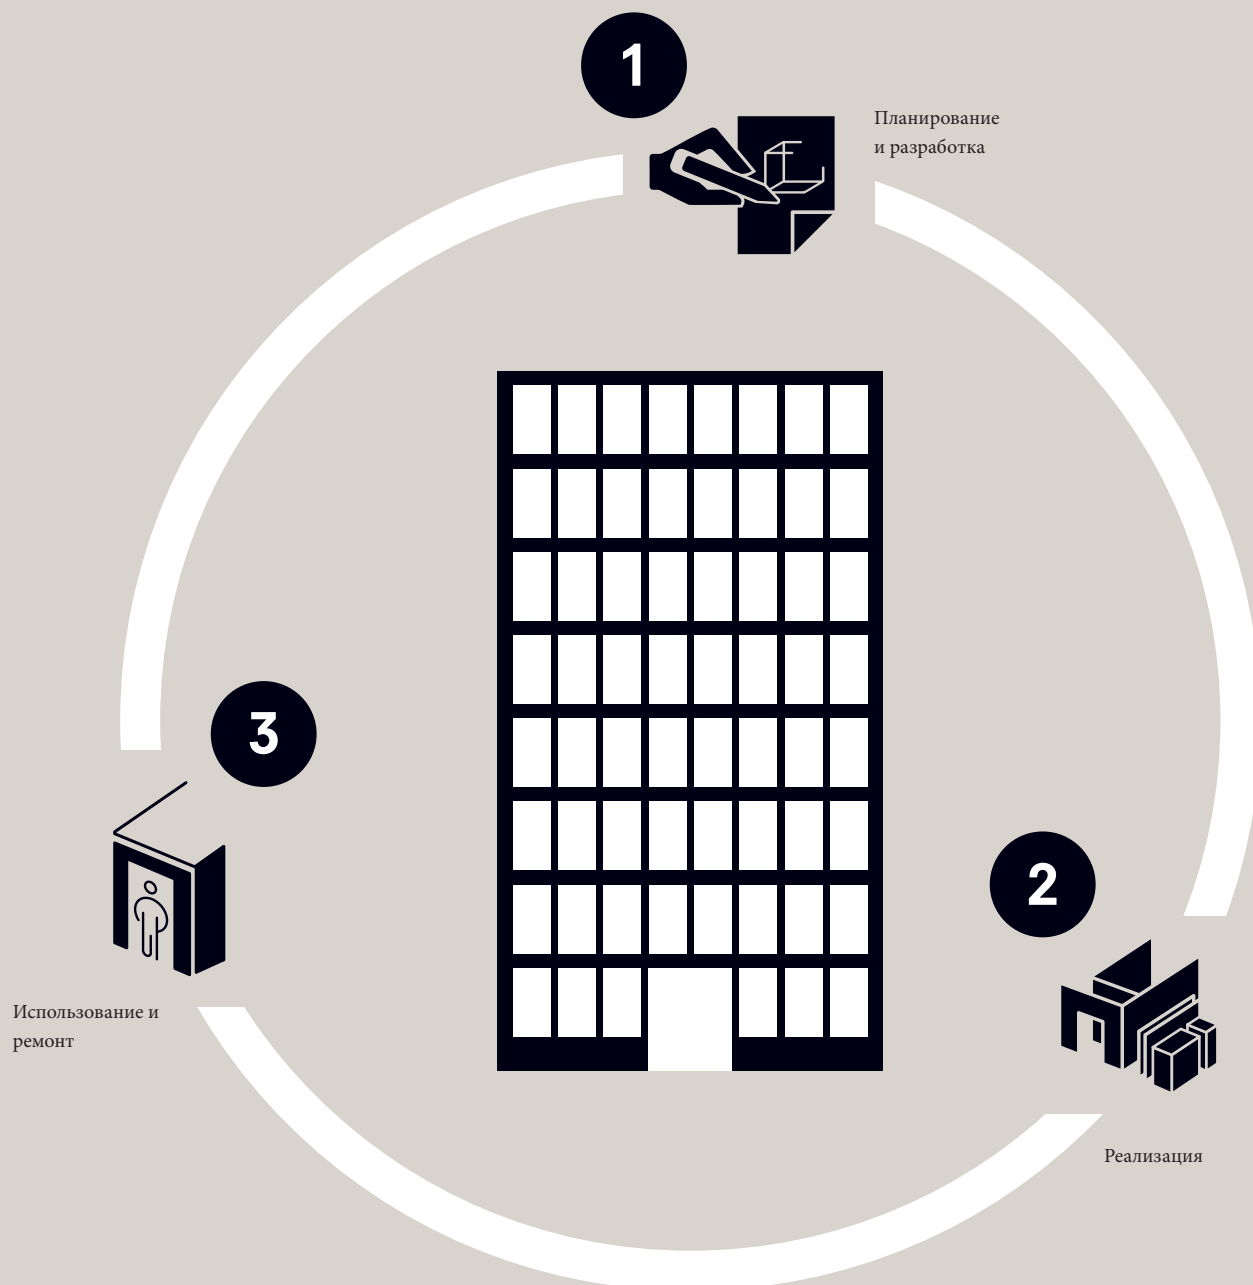 1
Планирование
и разработка
3
2
Использование и
ремонт
Реализация